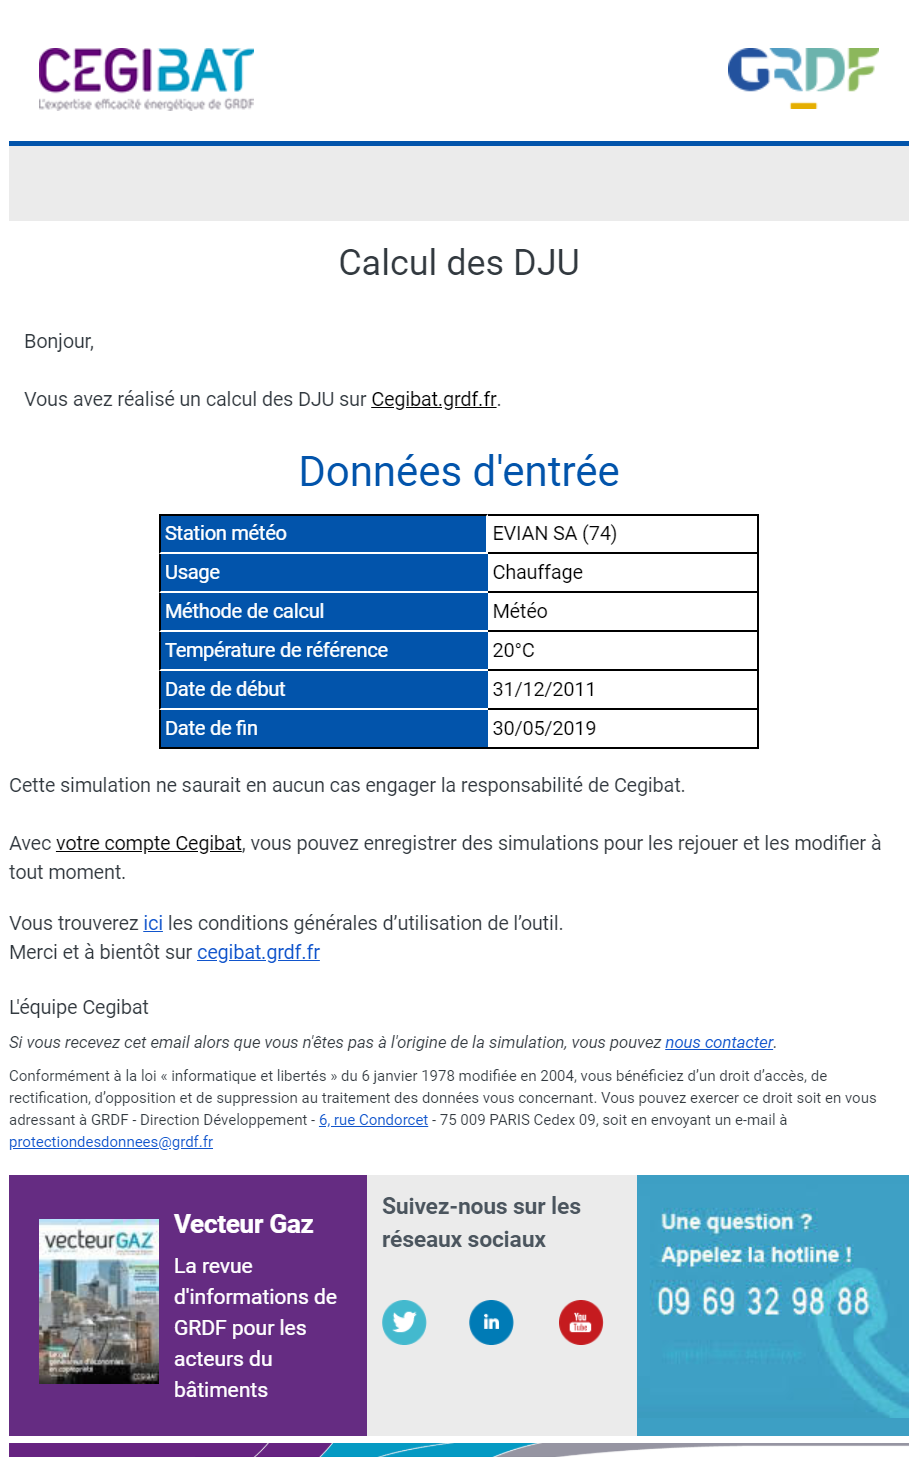 CEGIBAT
L'expertise efficacité énergétique de GRDF
GRDF
Calcul des DJU
Bonjour,
Vous avez réalisé un calcul des DJU sur Cegibat.grdf.fr.
Données d'entrée
Station météo EVIAN SA (74)
Usage Chauffage
Méthode de calcul Météo
Température de référence 20°C
Date de début 31/12/2011
Date de fin 30/05/2019
Cette simulation ne saurait en aucun cas engager la responsabilité de Cegibat.
Avec votre compte Cegibat, vous pouvez enregistrer des simulations pour les rejouer et les modifier à
tout moment.
Vous trouverez ici les conditions générales d’utilisation de l’outil.
Merci et à bientôt sur cegibat.grdf.fr
L'équipe Cegibat
Si vous recevez cet email alors que vous n'êtes pas à l'origine de la simulation, vous pouvez nous contacter.
Conformément à la loi « informatique et libertés » du 6 janvier 1978 modifiée en 2004, vous bénéficiez d’un droit d’accès, de
rectification, d’opposition et de suppression au traitement des données vous concernant. Vous pouvez exercer ce droit soit en vous
adressant à GRDF - Direction Développement - 6, rue Condorcet - 75 009 PARIS Cedex 09, soit en envoyant un e-mail à
protectiondesdonnees@grdf.fr
vecteurGAZ
CEGIBAT
Vecteur Gaz
La revue
d'informations de
GRDF pour les
acteurs du
bâtiments
Suivez-nous sur les
réseaux sociaux
in
You
Tube
Une question ?
Appelez la hotline !
09 69 32 98 88